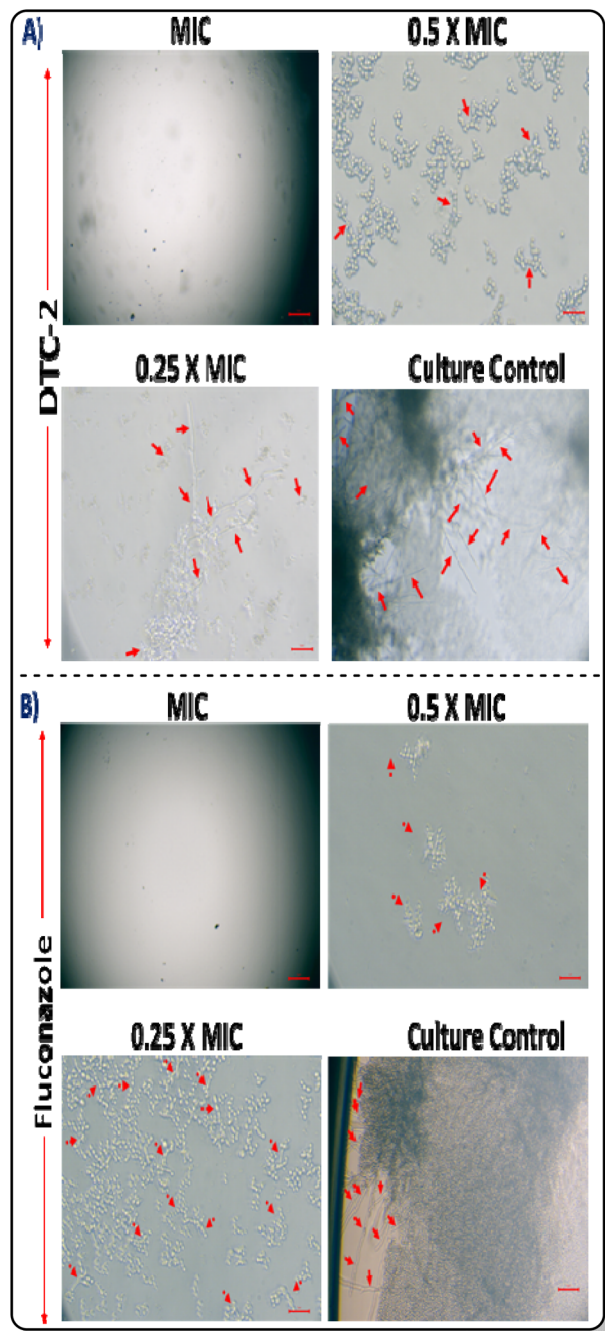 A)
MIC
0.5 X MIC
DTC-2
0.25 X MIC
Culture Control
B)
MIC
0.5 X MIC
Fluconazole
0.25 X MIC
Culture Control